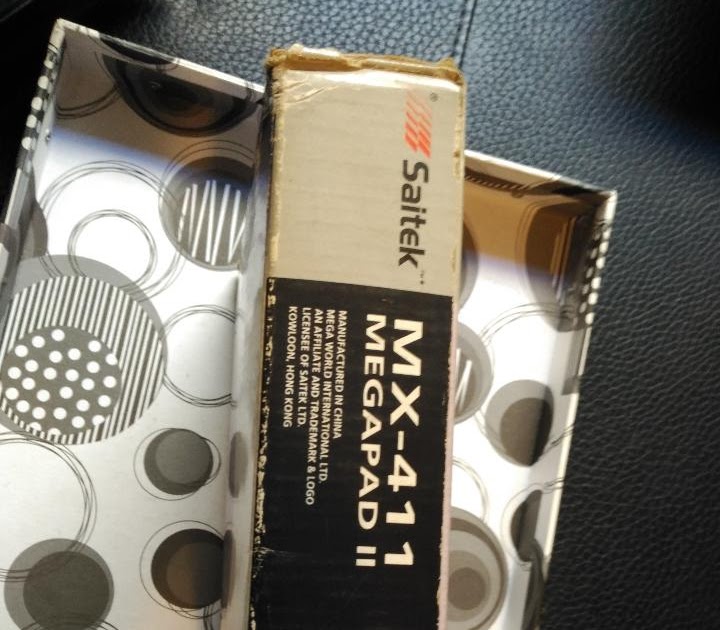 Saitek
MX-411
MEGAPAD II
MANUFACTURED IN CHINA
MEGA WORLD INTERNATIONAL LTD.
AN AFFILIATE AND TRADEMARK & LOGO
LICENSEE OF SAITEK LTD.
KOWLOON, HONG KONG